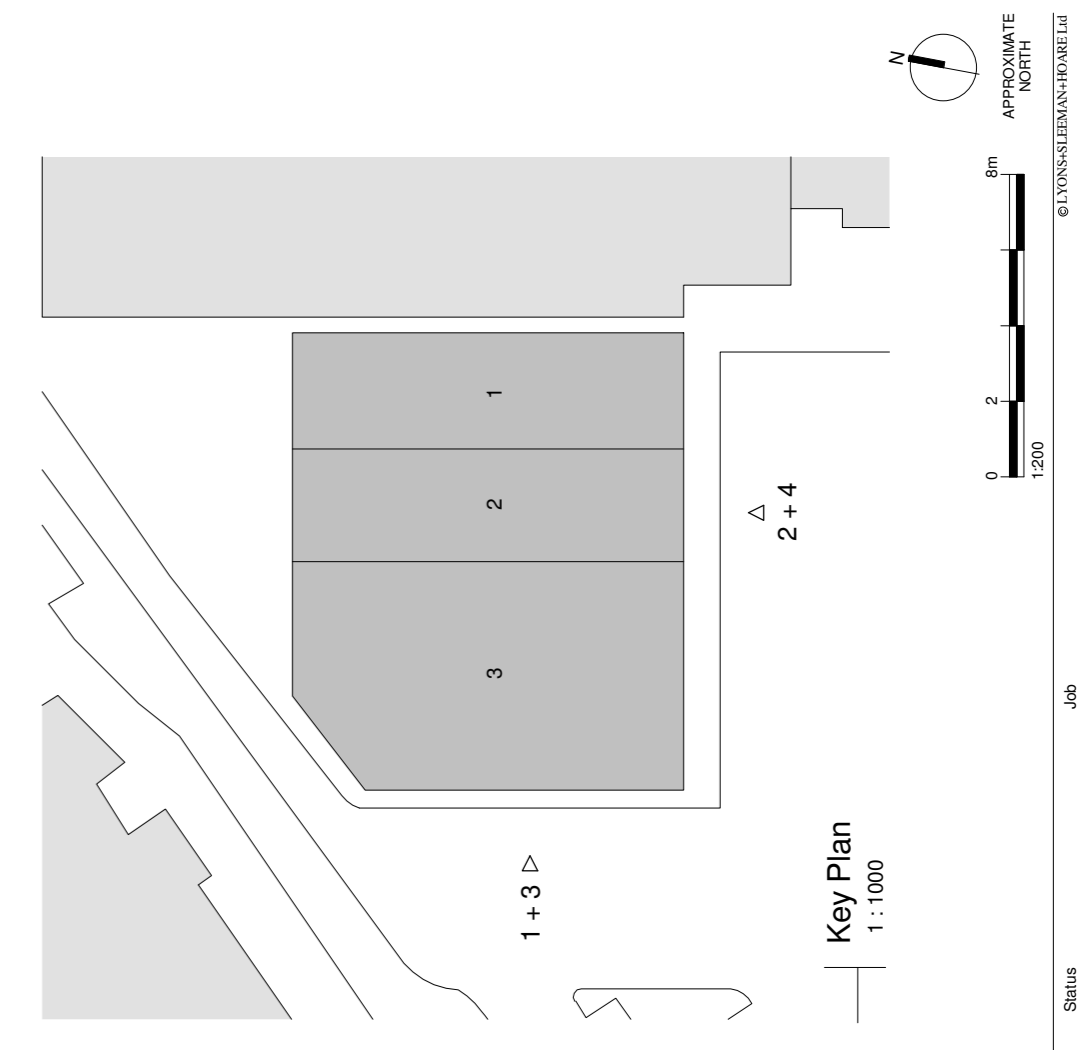 N
APPROXIMATE
NORTH
1
2
3
2 + 4
1 + 3
Key Plan
1 : 1000
0 2 8m
1:200
© LYONS+SLEEMAN+HOARE Ltd
Status Job